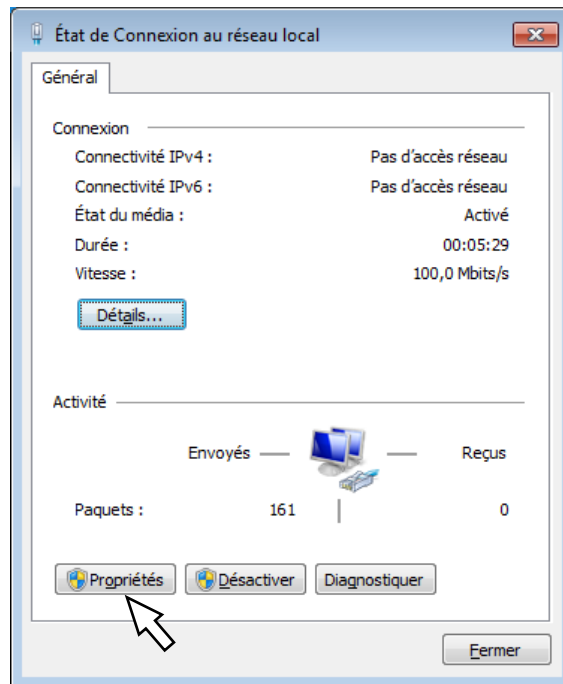 État de Connexion au réseau local
Général
Connexion
Connectivité IPv4 : Pas d'accès réseau
Connectivité IPv6 : Pas d'accès réseau
État du média : Activé
Durée : 00:05:29
Vitesse : 100,0 Mbits/s
Détails...
Activité
Envoyés Reçus
Paquets : 161 0
Propriétés Désactiver Diagnostiquer
Fermer